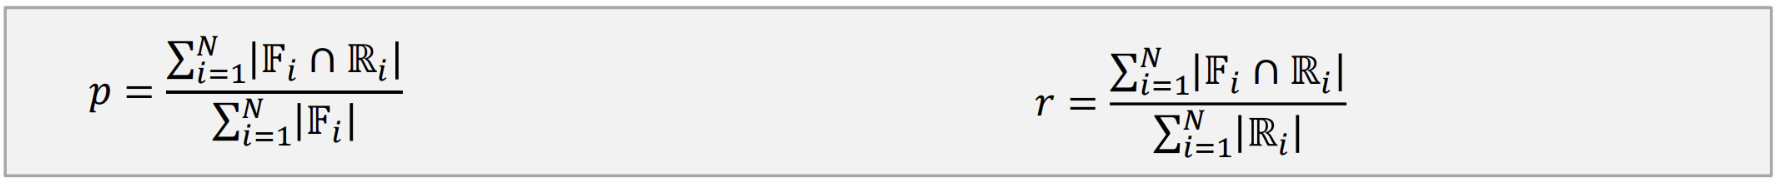 p = \frac{\sum_{i=1}^{N}|\mathbb{F}_i \cap \mathbb{R}_i|}{\sum_{i=1}^{N}|\mathbb{F}_i|}
r = \frac{\sum_{i=1}^{N}|\mathbb{F}_i \cap \mathbb{R}_i|}{\sum_{i=1}^{N}|\mathbb{R}_i|}